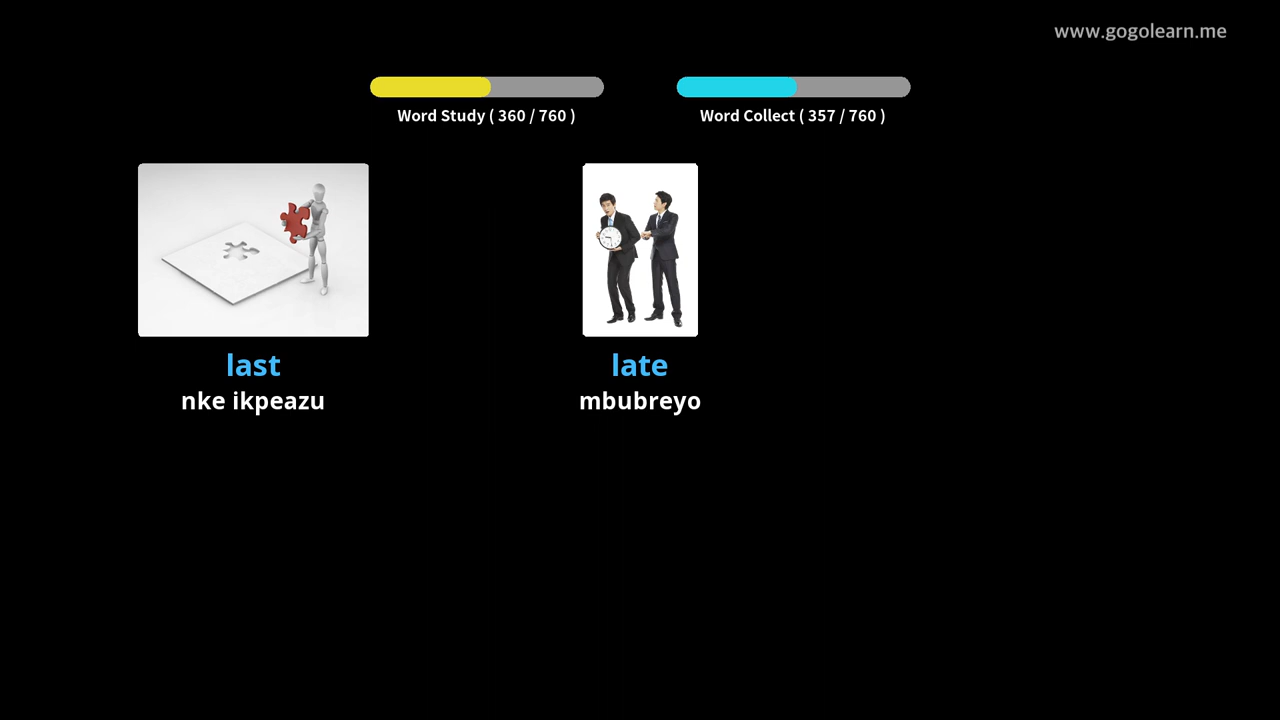 www.gogolearn.me
Word Study ( 360 / 760 )
Word Collect ( 357 / 760 )
last
nke ikpeazu
late
mbubreyo